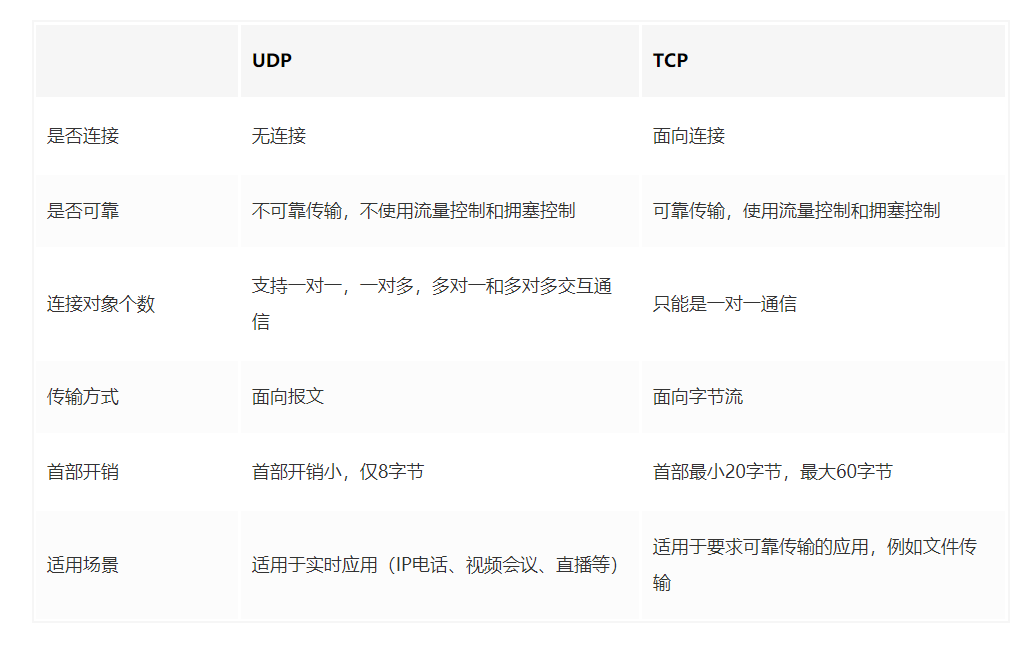 UDP
TCP
是否连接
无连接
面向连接
是否可靠
不可靠传输，不使用流量控制和拥塞控制
可靠传输，使用流量控制和拥塞控制
连接对象个数
支持一对一，一对多，多对一和多对多交互通
信
只能是一对一通信
传输方式
面向报文
面向字节流
首部开销
首部开销小，仅8字节
首部最小20字节，最大60字节
适用场景
适用于实时应用（IP电话、视频会议、直播等）
适用于要求可靠传输的应用，例如文件传
输